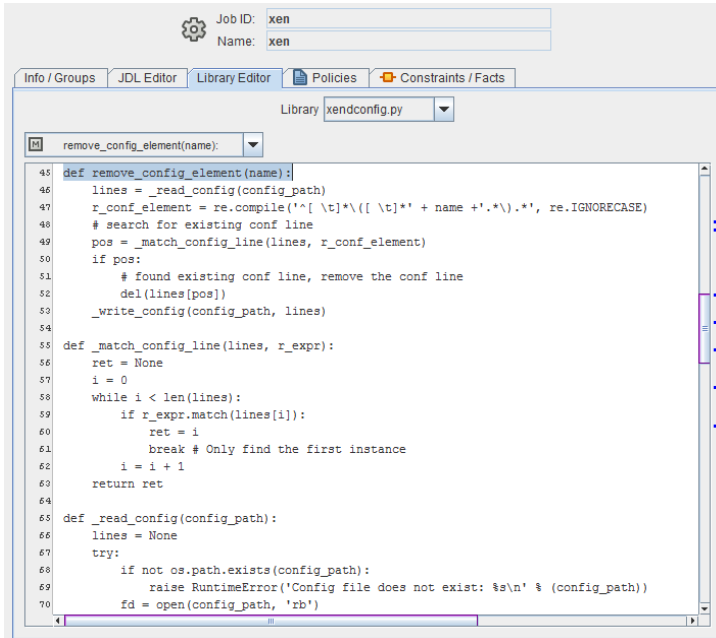 Job ID: xen
Name: xen
Info / Groups JDL Editor Library Editor Policies Constraints / Facts
Library xendconfig.py
M remove_config_element(name):
45 def remove_config_element(name):
46     lines = _read_config(config_path)
47     r_conf_element = re.compile('^[ \t]*\([ \t]*' + name +'.*\).*', re.IGNORECASE)
48     # search for existing conf line
49     pos = _match_config_line(lines, r_conf_element)
50     if pos:
51         # found existing conf line, remove the conf line
52         del(lines[pos])
53     _write_config(config_path, lines)
54
55 def _match_config_line(lines, r_expr):
56     ret = None
57     i = 0
58     while i < len(lines):
59         if r_expr.match(lines[i]):
60             ret = i
61             break # Only find the first instance
62         i = i + 1
63     return ret
64
65 def _read_config(config_path):
66     lines = None
67     try:
68         if not os.path.exists(config_path):
69             raise RuntimeError('Config file does not exist: %s\n' % (config_path))
70         fd = open(config_path, 'rb')